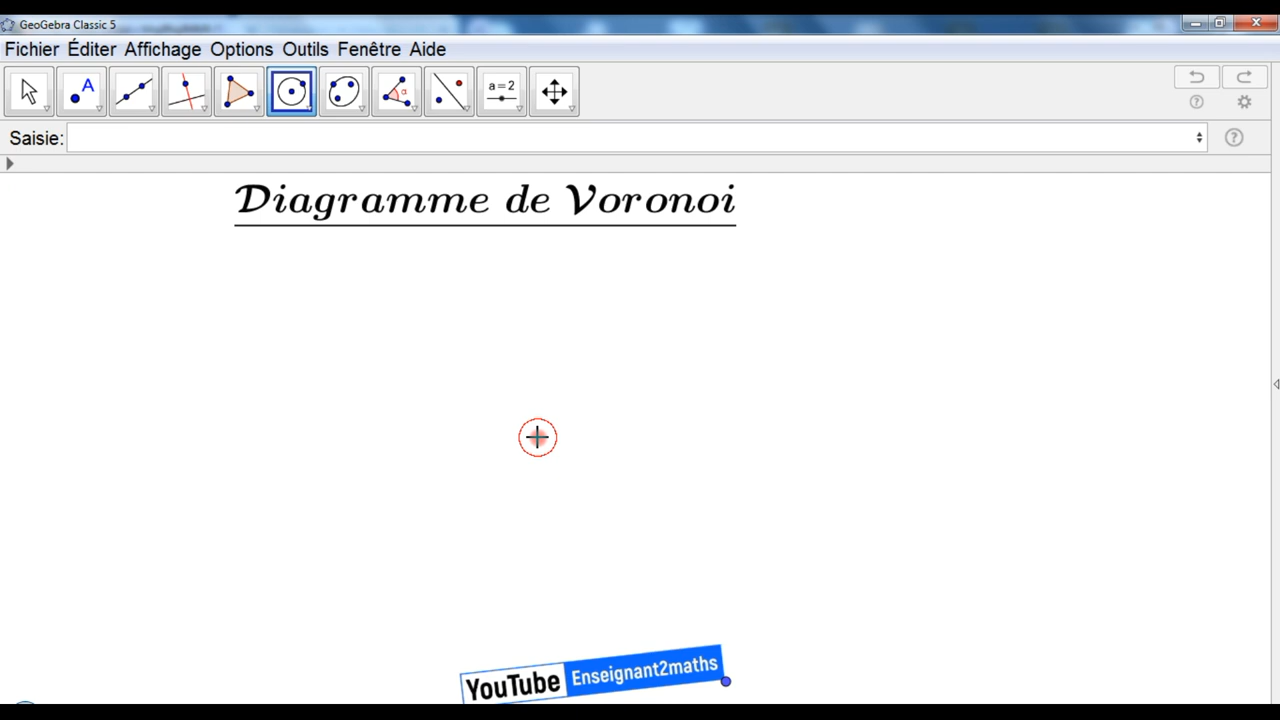 GeoGebra Classic 5
Fichier Éditer Affichage Options Outils Fenêtre Aide
A
α
a=2
Saisie:
Diagramme de Voronoi
YouTube Enseignant2maths